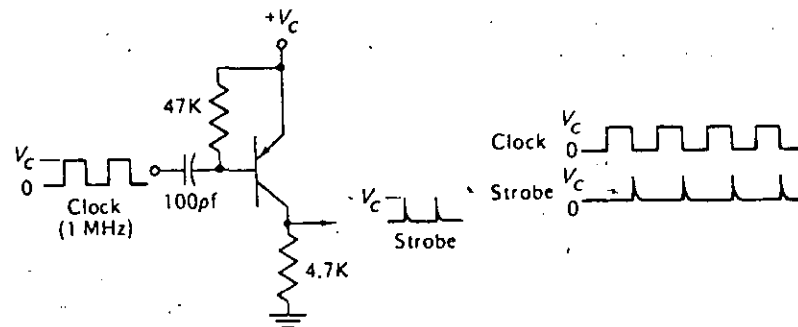 +V_C
47K
V_C
0
Clock
(1 MHz)
100pf
4.7K
V_C
Strobe
Clock
V_C
0
Strobe
V_C
0